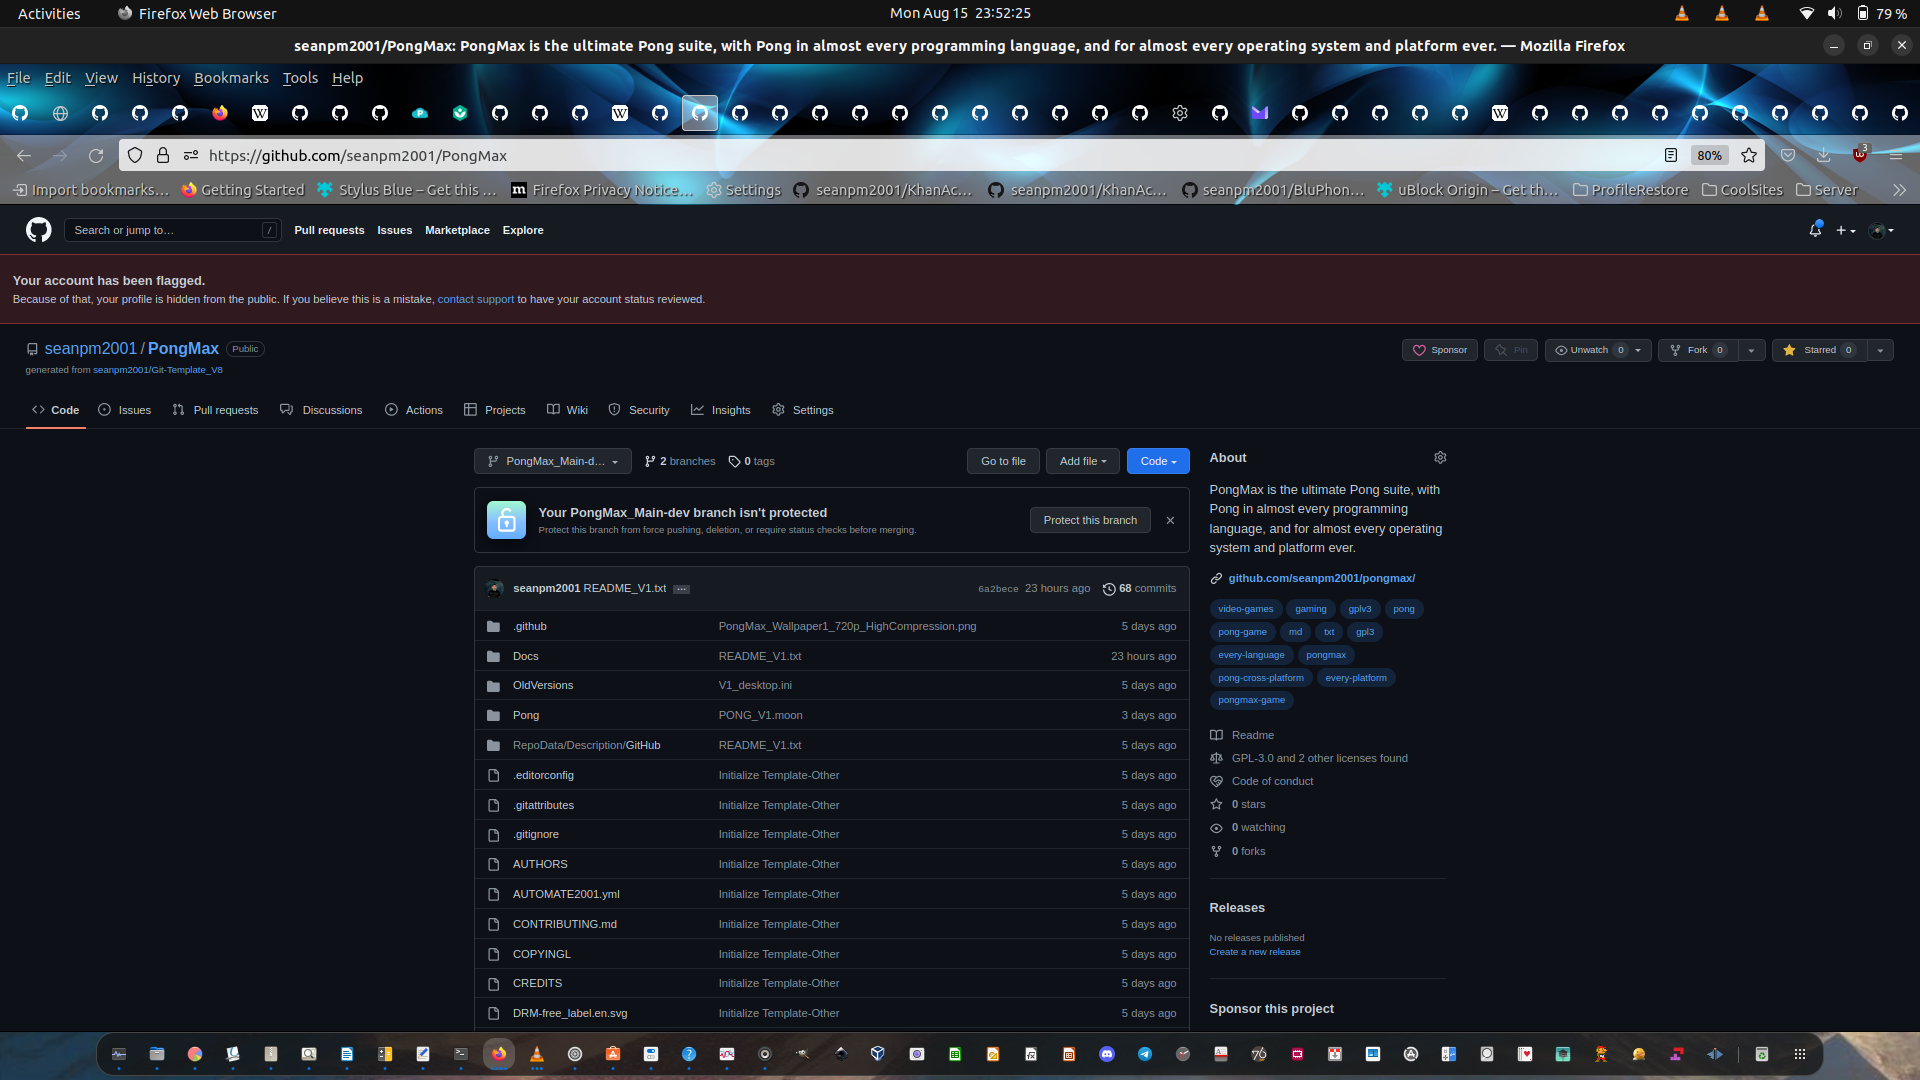 Activities
Firefox Web Browser
Mon Aug 15 23:52:25
79 %
seanpm2001/PongMax: PongMax is the ultimate Pong suite, with Pong in almost every programming language, and for almost every operating system and platform ever. — Mozilla Firefox
File Edit View History Bookmarks Tools Help
https://github.com/seanpm2001/PongMax
80%
3
Import bookmarks…
Getting Started
Stylus Blue – Get this …
Firefox Privacy Notice…
Settings
seanpm2001/KhanAc…
seanpm2001/KhanAc…
seanpm2001/BluPhon…
uBlock Origin – Get th…
ProfileRestore
CoolSites
Server
Search or jump to…
/
Pull requests
Issues
Marketplace
Explore
Your account has been flagged.
Because of that, your profile is hidden from the public. If you believe this is a mistake, contact support to have your account status reviewed.
seanpm2001 / PongMax
Public
Sponsor
Pin
Unwatch 0
Fork 0
Starred 0
generated from seanpm2001/Git-Template_V8
Code
Issues
Pull requests
Discussions
Actions
Projects
Wiki
Security
Insights
Settings
PongMax_Main-d…
2 branches
0 tags
Go to file
Add file
Code
Your PongMax_Main-dev branch isn't protected
Protect this branch from force pushing, deletion, or require status checks before merging.
Protect this branch
seanpm2001 README_V1.txt …
6a2bece 23 hours ago
68 commits
.github PongMax_Wallpaper1_720p_HighCompression.png 5 days ago
Docs README_V1.txt 23 hours ago
OldVersions V1_desktop.ini 5 days ago
Pong PONG_V1.moon 3 days ago
RepoData/Description/GitHub README_V1.txt 5 days ago
.editorconfig Initialize Template-Other 5 days ago
.gitattributes Initialize Template-Other 5 days ago
.gitignore Initialize Template-Other 5 days ago
AUTHORS Initialize Template-Other 5 days ago
AUTOMATE2001.yml Initialize Template-Other 5 days ago
CONTRIBUTING.md Initialize Template-Other 5 days ago
COPYINGL Initialize Template-Other 5 days ago
CREDITS Initialize Template-Other 5 days ago
DRM-free_label.en.svg Initialize Template-Other 5 days ago
About
PongMax is the ultimate Pong suite, with
Pong in almost every programming
language, and for almost every operating
system and platform ever.
github.com/seanpm2001/pongmax/
video-games gaming gplv3 pong
pong-game md txt gpl3
every-language pongmax
pong-cross-platform every-platform
pongmax-game
Readme
GPL-3.0 and 2 other licenses found
Code of conduct
0 stars
0 watching
0 forks
Releases
No releases published
Create a new release
Sponsor this project